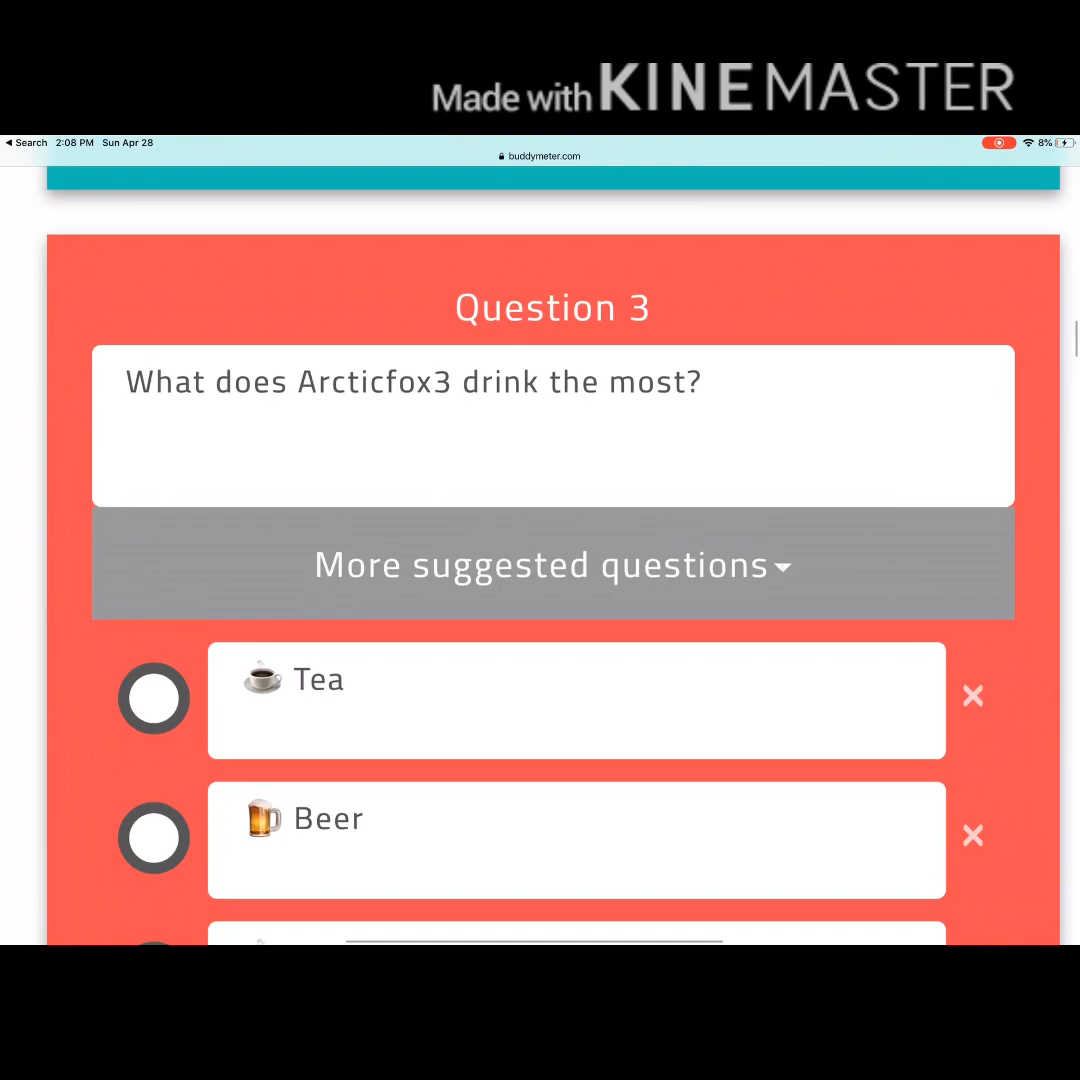 Made with KINEMASTER
Search 2:08 PM Sun Apr 28 8%
buddymeter.com
Question 3
What does Arcticfox3 drink the most?
More suggested questions
Tea
Beer